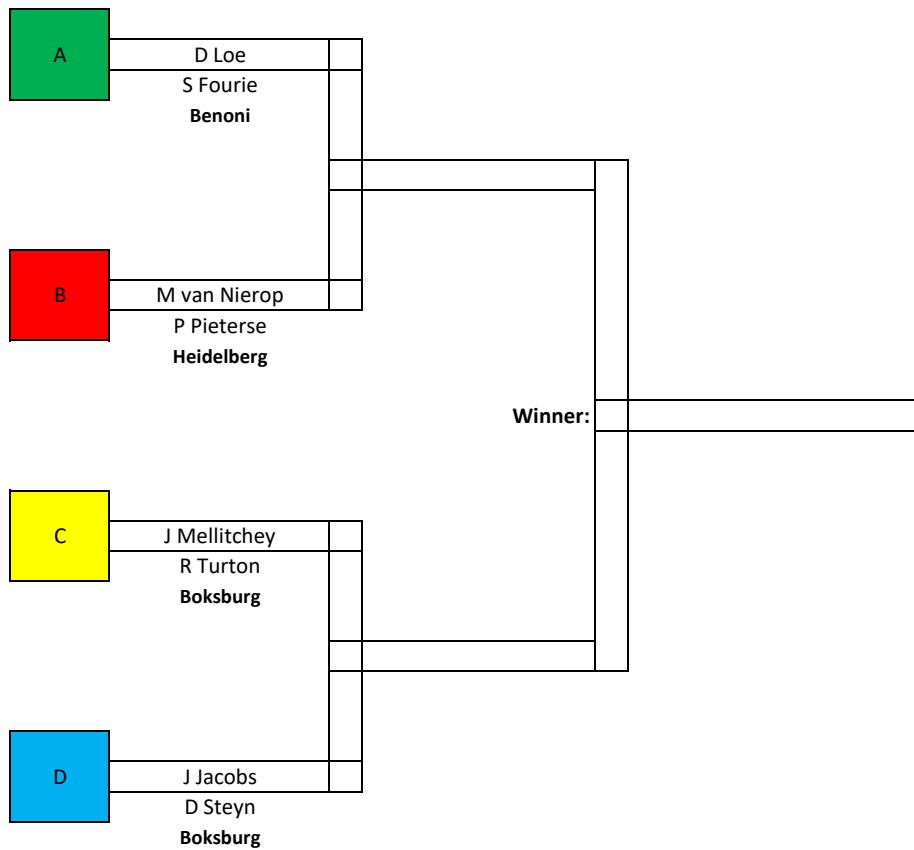 A
D Loe
S Fourie
Benoni
B
M van Nierop
P Pieterse
Heidelberg
Winner:
C
J Mellitchey
R Turton
Boksburg
D
J Jacobs
D Steyn
Boksburg